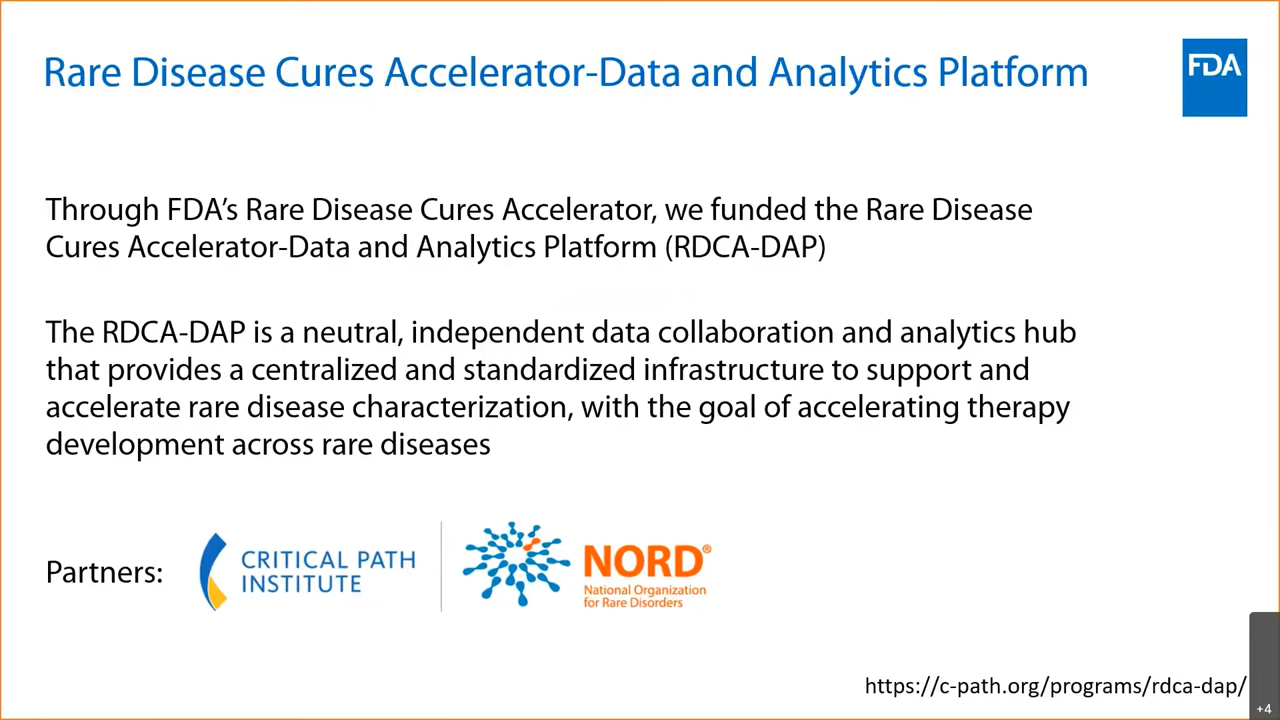 Rare Disease Cures Accelerator-Data and Analytics Platform
FDA
Through FDA’s Rare Disease Cures Accelerator, we funded the Rare Disease
Cures Accelerator-Data and Analytics Platform (RDCA-DAP)
The RDCA-DAP is a neutral, independent data collaboration and analytics hub
that provides a centralized and standardized infrastructure to support and
accelerate rare disease characterization, with the goal of accelerating therapy
development across rare diseases
Partners:
CRITICAL PATH
INSTITUTE
NORD®
National Organization
for Rare Disorders
https://c-path.org/programs/rdca-dap/
+4